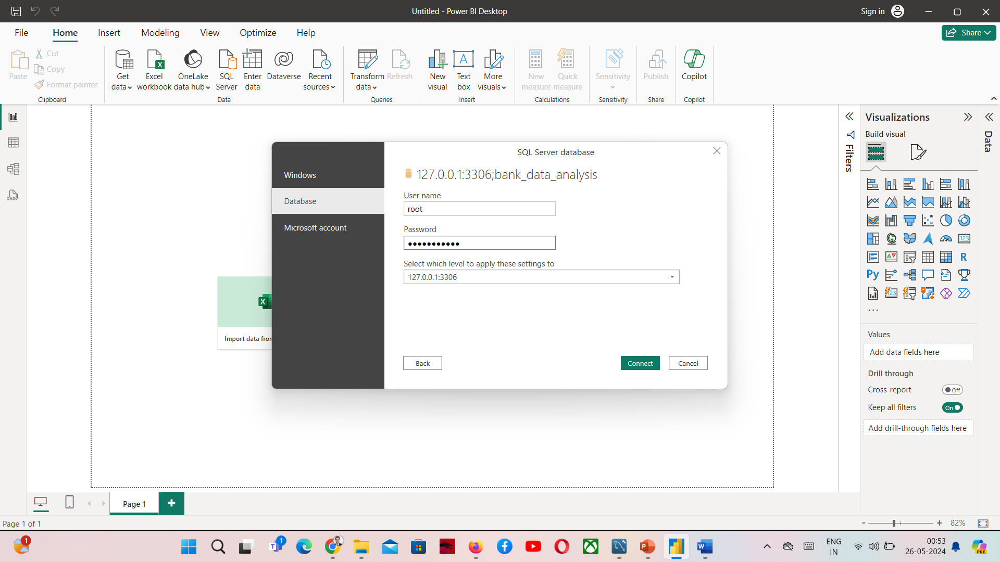 Untitled - Power BI Desktop
Sign in
File
Home
Insert
Modeling
View
Optimize
Help
Share
Paste
Cut
Copy
Format painter
Clipboard
Get
data
Excel
workbook
OneLake
data hub
SQL
Server
Enter
data
Dataverse
Recent
sources
Data
Transform
data
Refresh
Queries
New
visual
Text
box
More
visuals
Insert
New
measure
Quick
measure
Calculations
Sensitivity
Sensitivity
Publish
Share
Copilot
Copilot
DAX
Import data fro
Windows
Database
Microsoft account
SQL Server database
127.0.0.1:3306;bank_data_analysis
User name
root
Password
●●●●●●●●●●●
Select which level to apply these settings to
127.0.0.1:3306
Back
Connect
Cancel
Filters
Visualizations
Build visual
123
R
Py
123
...
Values
Add data fields here
Drill through
Cross-report
Off
Keep all filters
On
Add drill-through fields here
Data
Page 1
Page 1 of 1
- + 82%
1
1
ENG
IN
00:53
26-05-2024
PRE